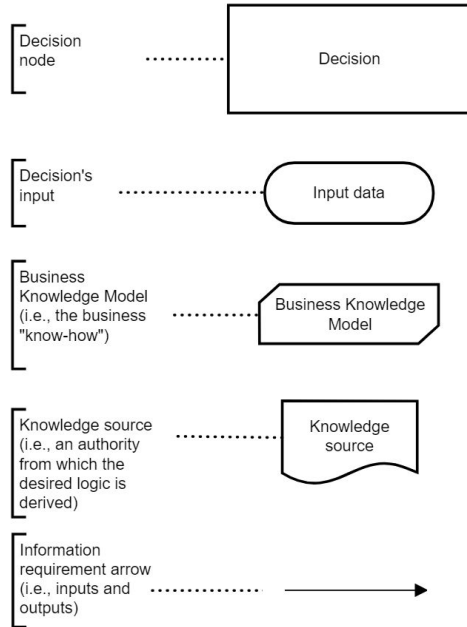 Decision
node
Decision
Decision's
input
Input data
Business
Knowledge Model
(i.e., the business
"know-how")
Business Knowledge
Model
Knowledge source
(i.e., an authority
from which the
desired logic is
derived)
Knowledge
source
Information
requirement arrow
(i.e., inputs and
outputs)